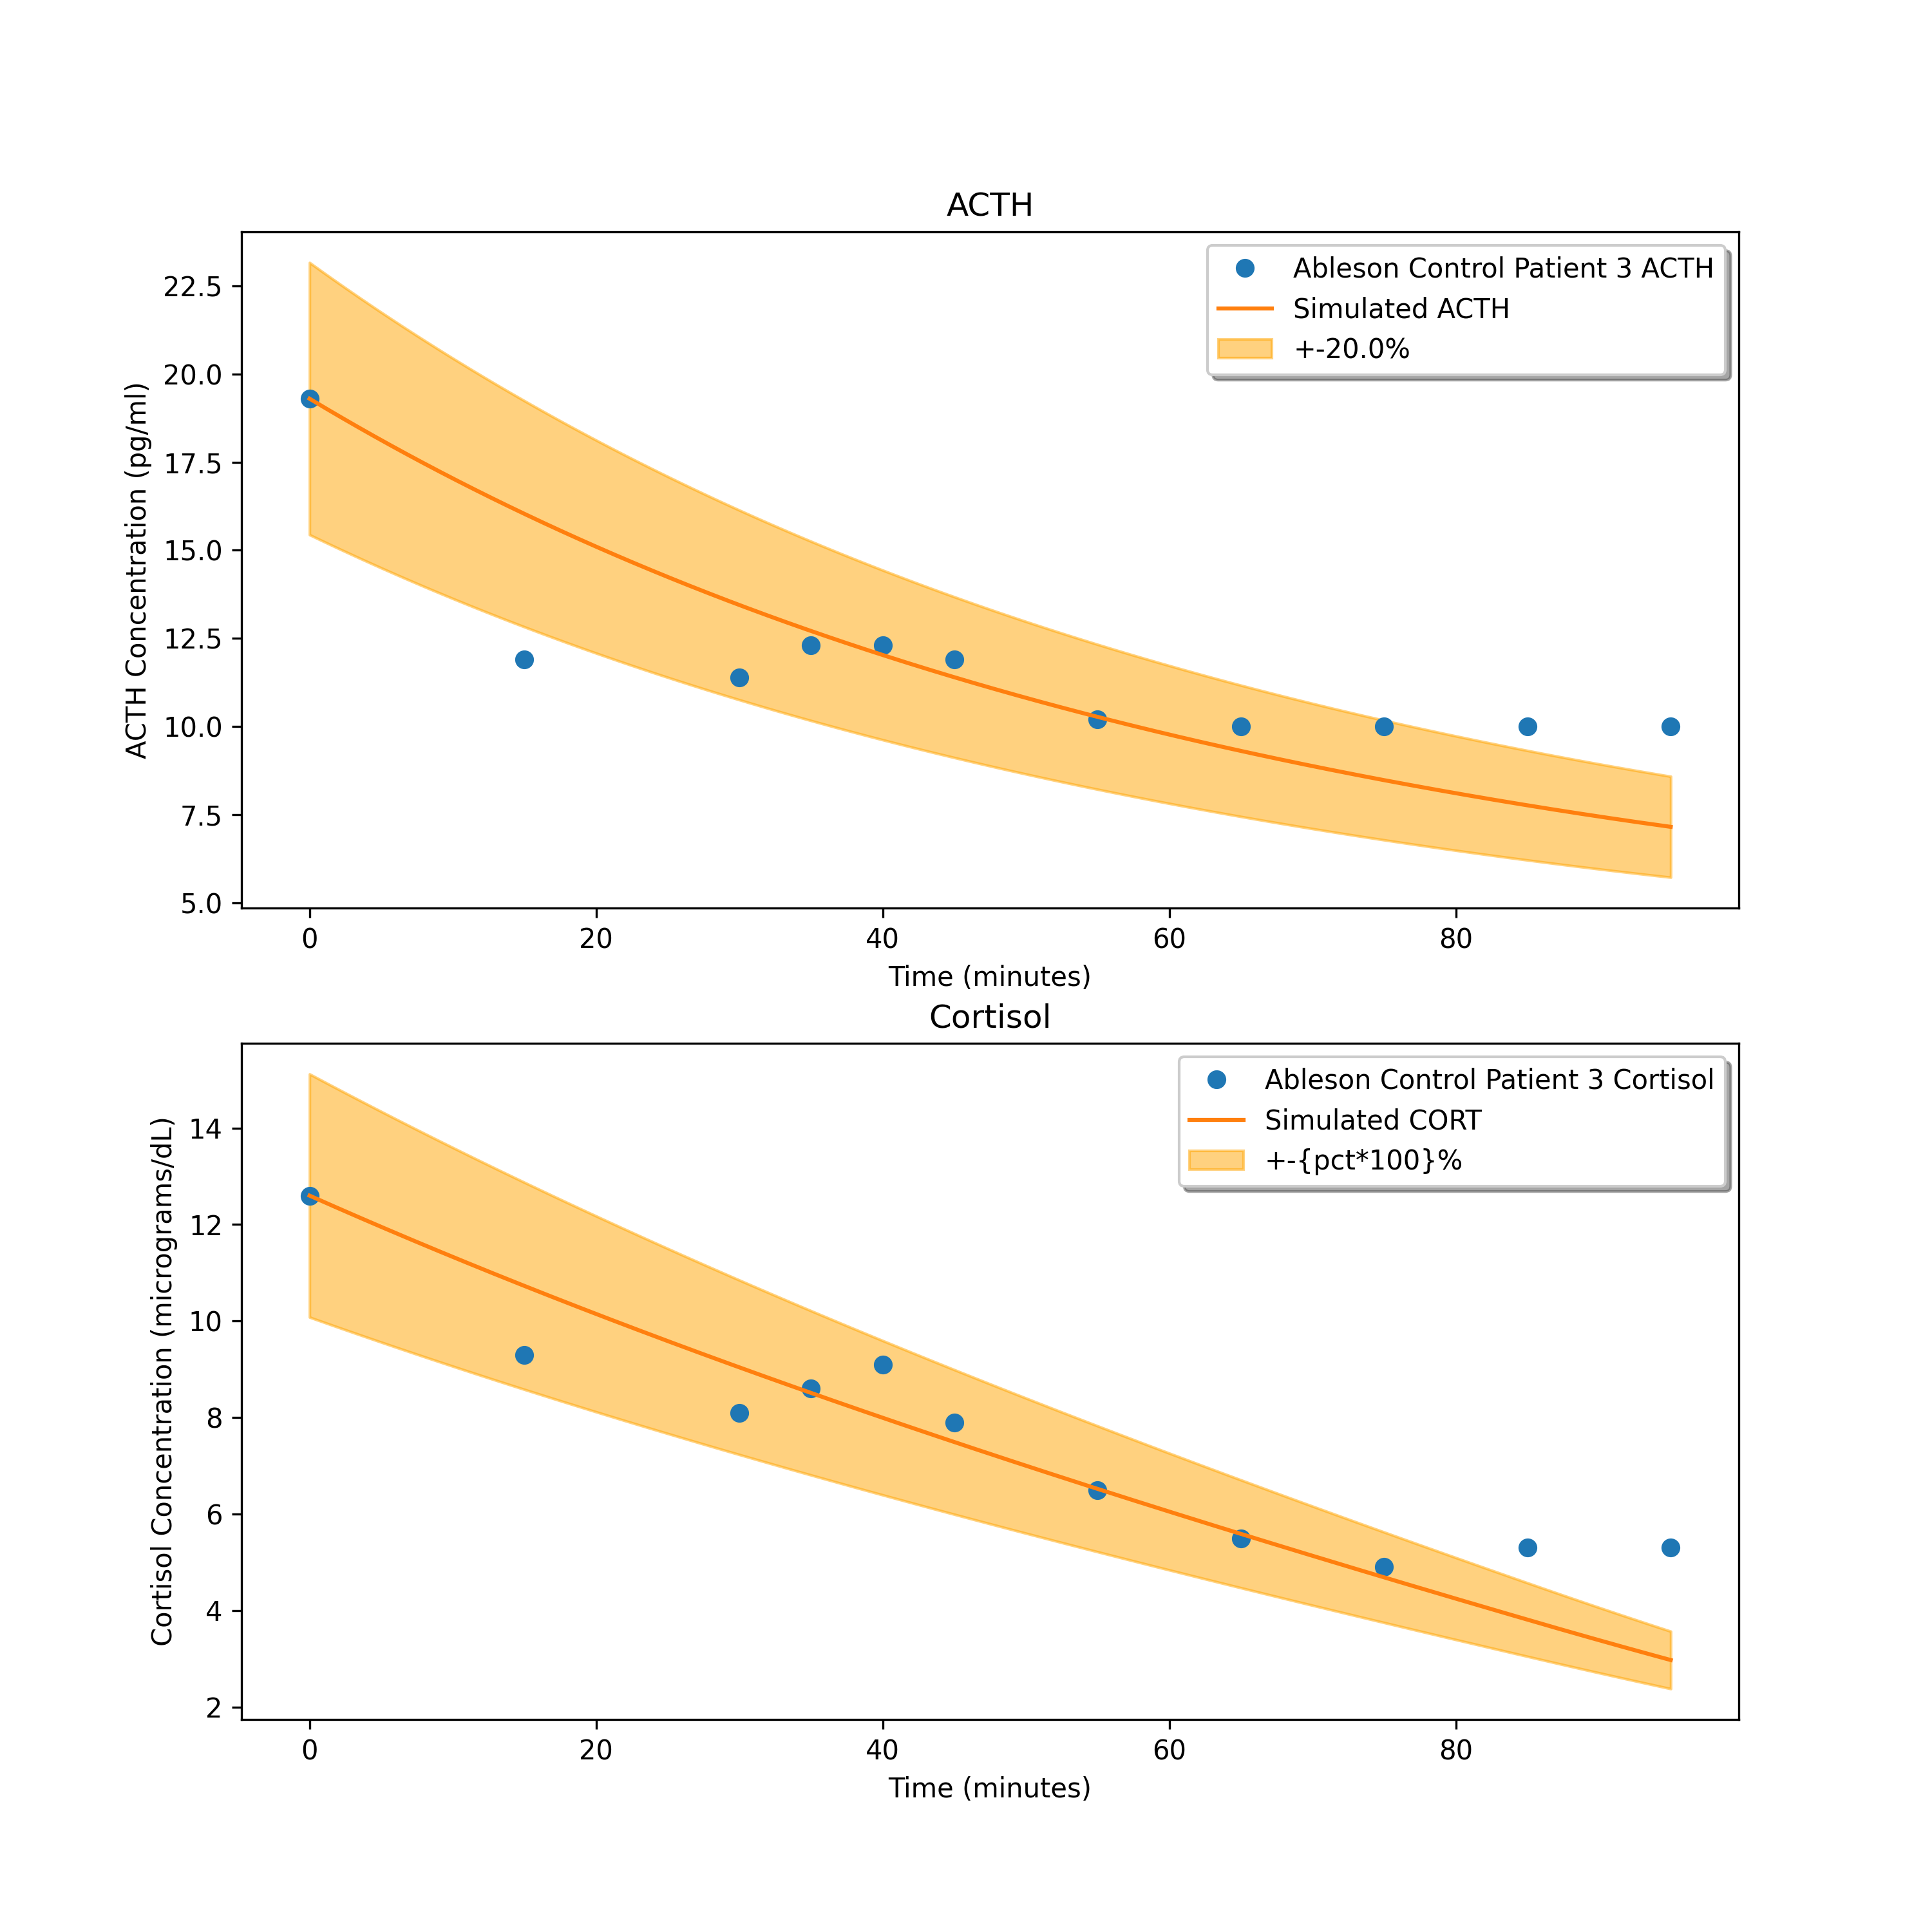 ACTH
Ableson Control Patient 3 ACTH
Simulated ACTH
+-20.0%
ACTH Concentration (pg/ml)
22.5
20.0
17.5
15.0
12.5
10.0
7.5
5.0
0 20 40 60 80
Time (minutes)
Cortisol
Ableson Control Patient 3 Cortisol
Simulated CORT
+-{pct*100}%
Cortisol Concentration (micrograms/dL)
14
12
10
8
6
4
2
0 20 40 60 80
Time (minutes)